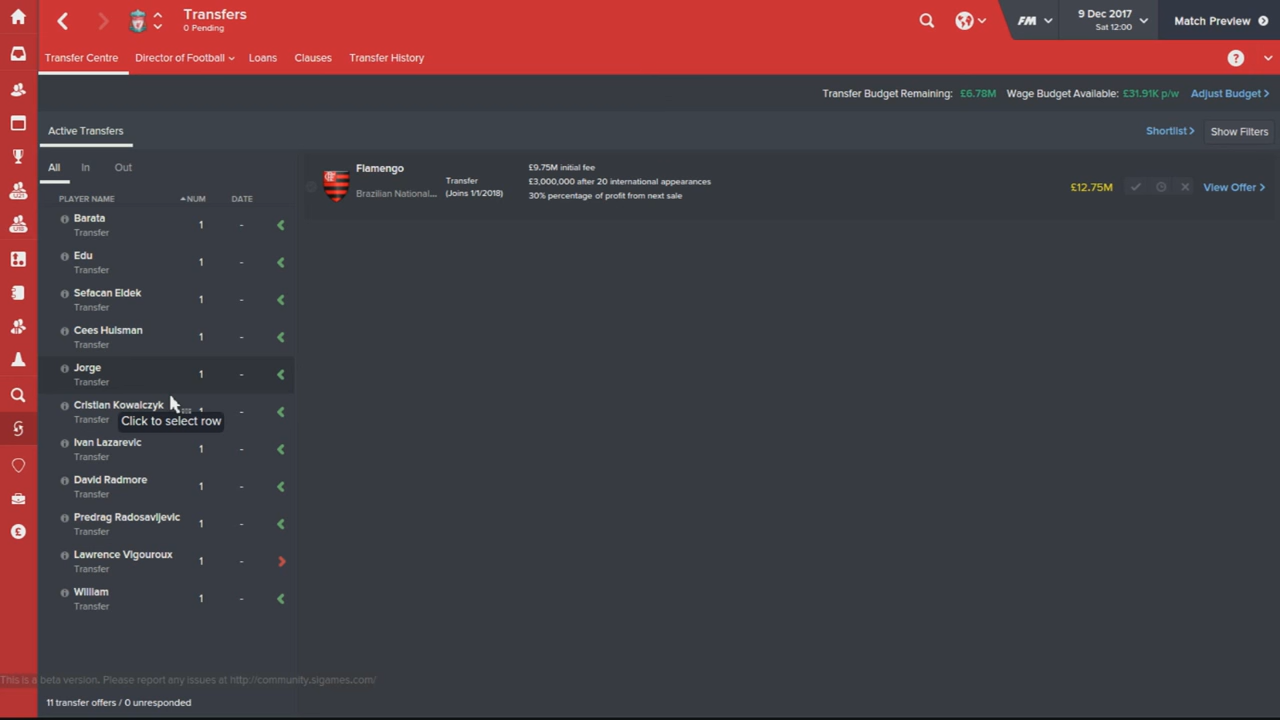 Transfers
0 Pending
FM
9 Dec 2017
Sat 12:00
Match Preview
Transfer Centre
Director of Football
Loans
Clauses
Transfer History
?
Transfer Budget Remaining: £6.78M Wage Budget Available: £31.91K p/w Adjust Budget >
Active Transfers
Shortlist >
Show Filters
All In Out
PLAYER NAME NUM DATE
Barata 1 -
Transfer
Edu 1 -
Transfer
Sefacan Eldek 1 -
Transfer
Cees Huisman 1 -
Transfer
Jorge 1 -
Transfer
Cristian Kowalczyk 1 -
Transfer
Click to select row
Ivan Lazarevic 1 -
Transfer
David Radmore 1 -
Transfer
Predrag Radosavljevic 1 -
Transfer
Lawrence Vigouroux 1 -
Transfer
William 1 -
Transfer
Flamengo
Brazilian National...
Transfer
(Joins 1/1/2018)
£9.75M initial fee
£3,000,000 after 20 international appearances
30% percentage of profit from next sale
£12.75M
View Offer >
This is a beta version. Please report any issues at http://community.sigames.com/
11 transfer offers / 0 unresponded